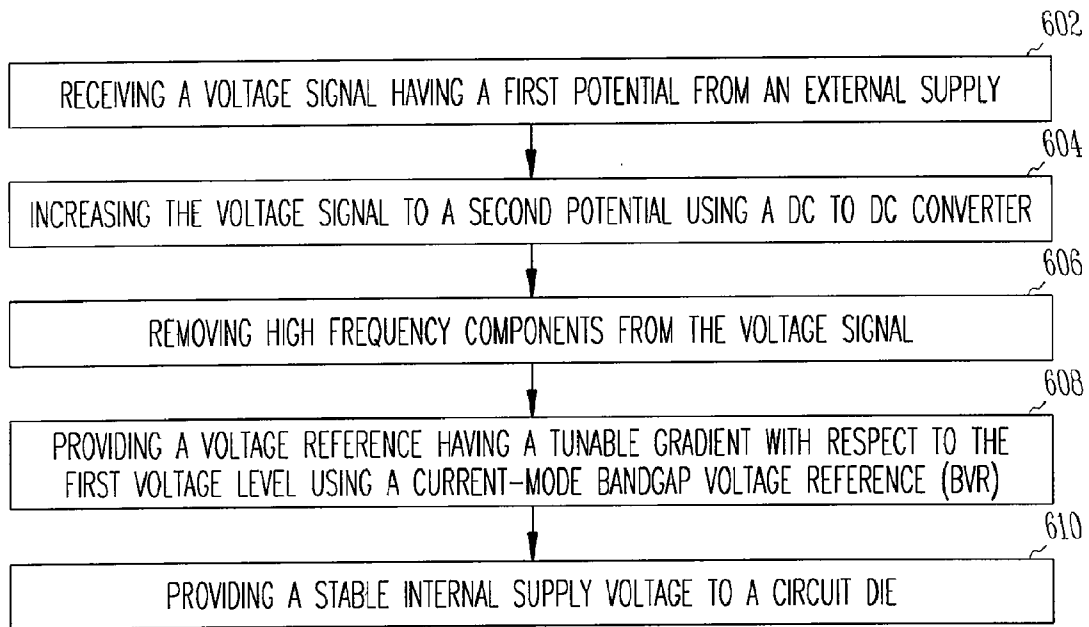 602
RECEIVING A VOLTAGE SIGNAL HAVING A FIRST POTENTIAL FROM AN EXTERNAL SUPPLY
604
INCREASING THE VOLTAGE SIGNAL TO A SECOND POTENTIAL USING A DC TO DC CONVERTER
606
REMOVING HIGH FREQUENCY COMPONENTS FROM THE VOLTAGE SIGNAL
608
PROVIDING A VOLTAGE REFERENCE HAVING A TUNABLE GRADIENT WITH RESPECT TO THE
FIRST VOLTAGE LEVEL USING A CURRENT-MODE BANDGAP VOLTAGE REFERENCE (BVR)
610
PROVIDING A STABLE INTERNAL SUPPLY VOLTAGE TO A CIRCUIT DIE